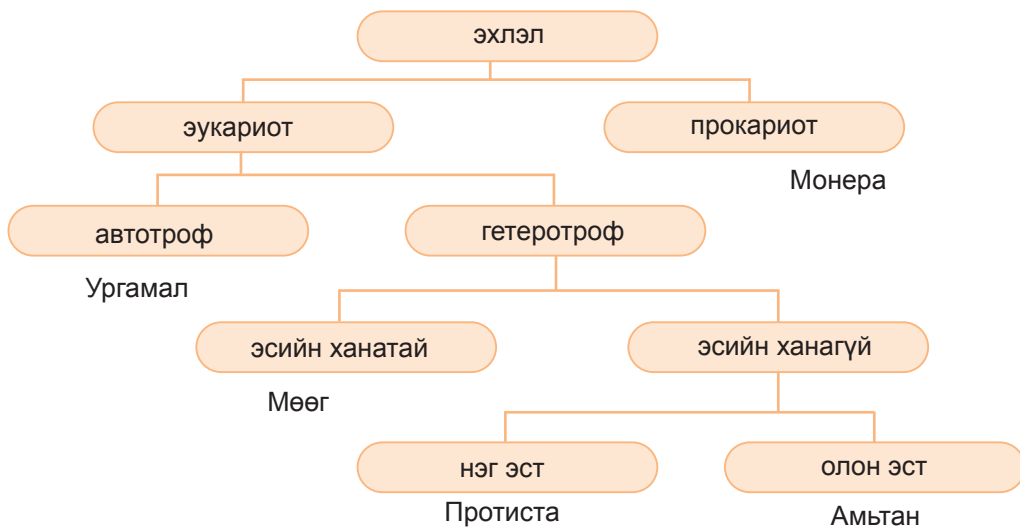 эхлэл
эукариот
прокариот
Монера
автотроф
гетеротроф
Ургамал
эсийн ханатай
эсийн ханагүй
Мөөг
нэг эст
олон эст
Протиста
Амьтан